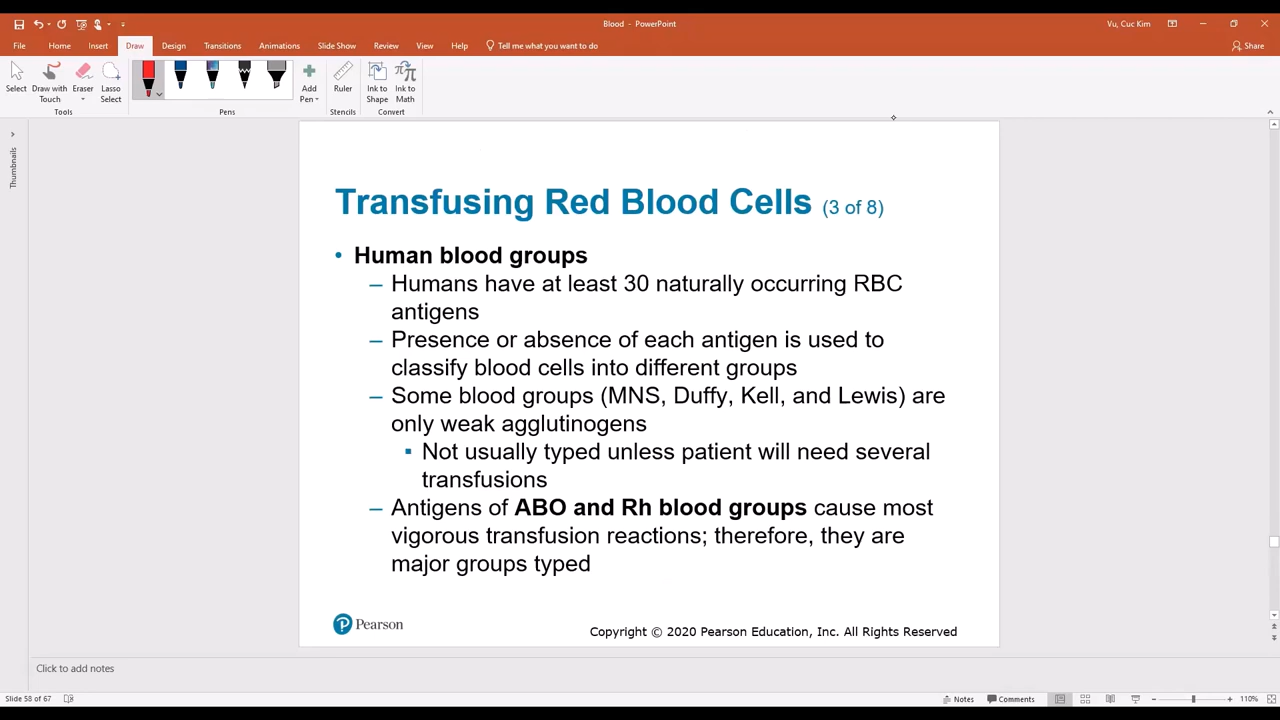 Blood - PowerPoint
Vu, Cuc Kim
File Home Insert Draw Design Transitions Animations Slide Show Review View Help Tell me what you want to do Share
Select Draw with Touch Eraser Lasso Select Add Pen Ruler Ink to Shape Ink to Math
Tools Pens Stencils Convert
Thumbnails
Transfusing Red Blood Cells (3 of 8)
• Human blood groups
– Humans have at least 30 naturally occurring RBC
antigens
– Presence or absence of each antigen is used to
classify blood cells into different groups
– Some blood groups (MNS, Duffy, Kell, and Lewis) are
only weak agglutinogens
▪ Not usually typed unless patient will need several
transfusions
– Antigens of ABO and Rh blood groups cause most
vigorous transfusion reactions; therefore, they are
major groups typed
Pearson
Copyright © 2020 Pearson Education, Inc. All Rights Reserved
Click to add notes
Slide 58 of 67 Notes Comments 110%